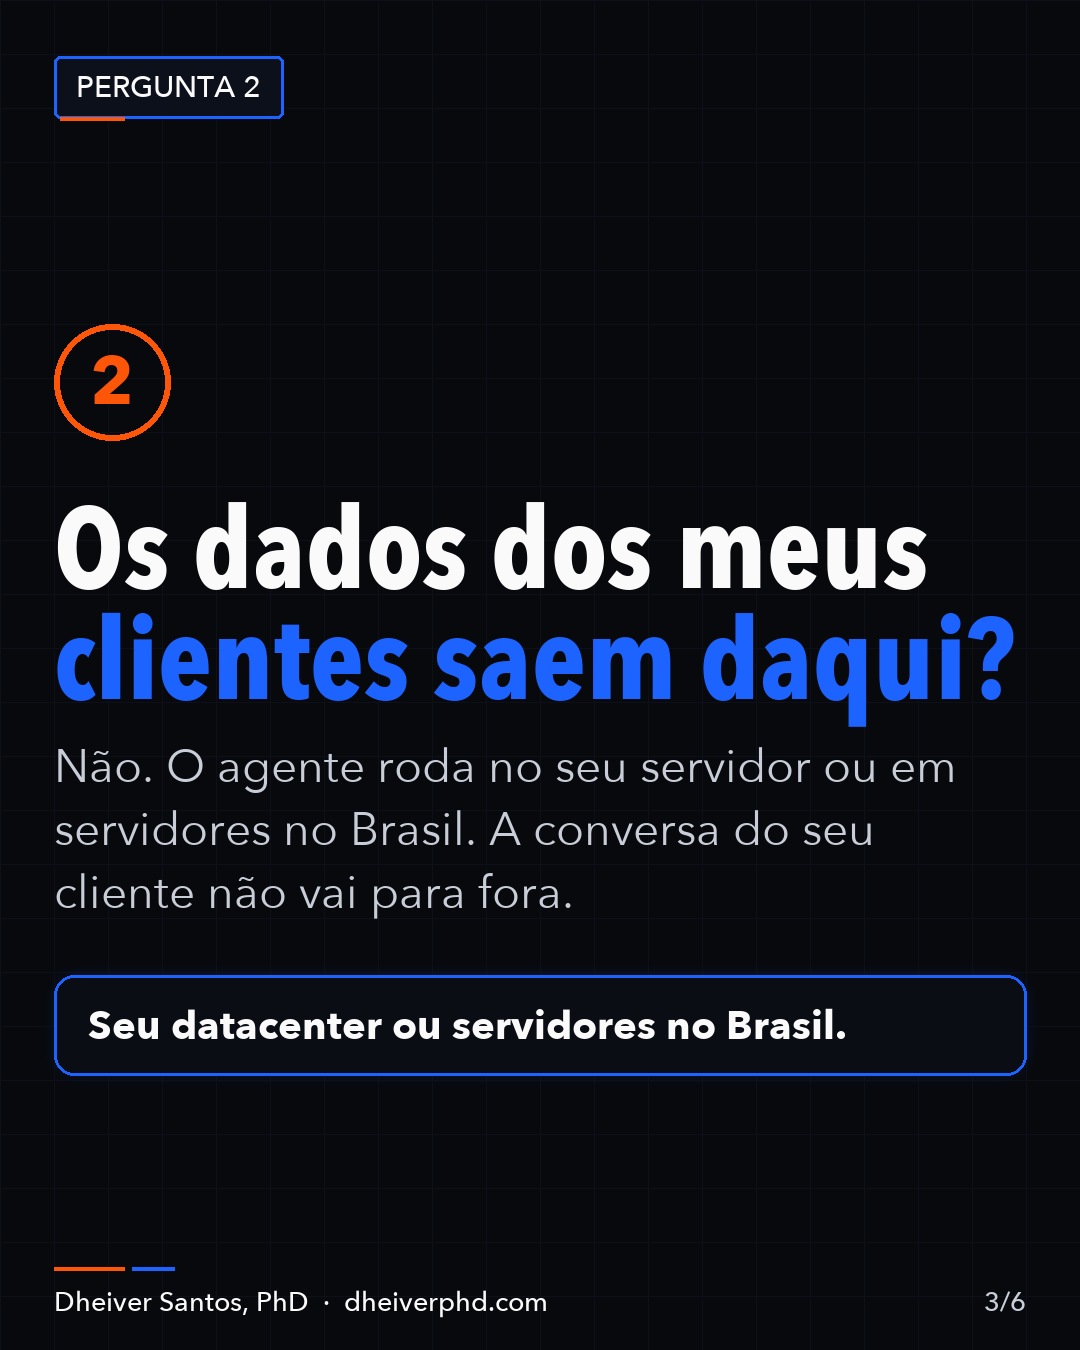 PERGUNTA 2
2
Os dados dos meus
clientes saem daqui?
Não. O agente roda no seu servidor ou em
servidores no Brasil. A conversa do seu
cliente não vai para fora.
Seu datacenter ou servidores no Brasil.
Dheiver Santos, PhD · dheiverphd.com
3/6